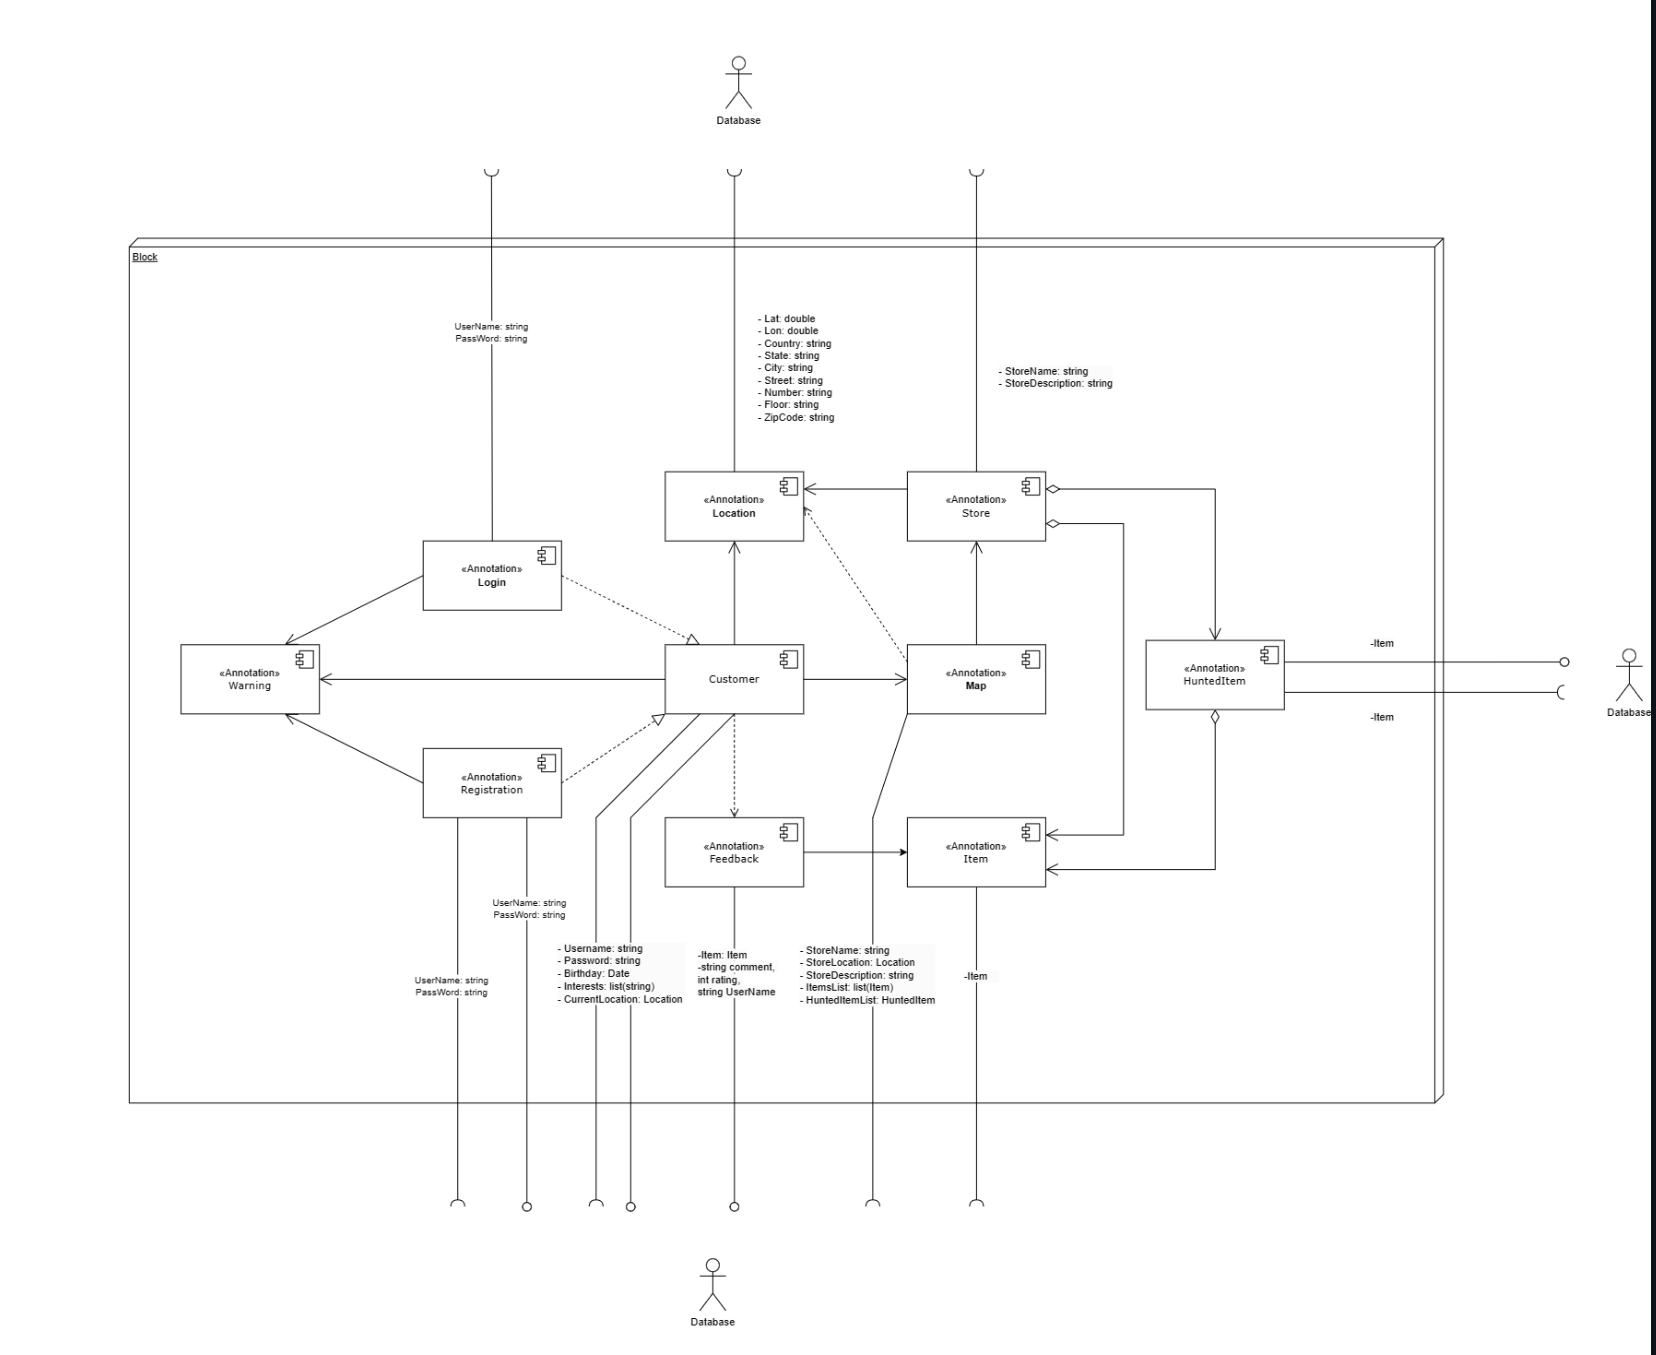 Database
Block
UserName: string
PassWord: string
- Lat: double
- Lon: double
- Country: string
- State: string
- City: string
- Street: string
- Number: string
- Floor: string
- ZipCode: string
- StoreName: string
- StoreDescription: string
«Annotation»
Location
«Annotation»
Store
«Annotation»
Login
«Annotation»
Warning
Customer
«Annotation»
Map
«Annotation»
HuntedItem
-Item
-Item
Database
«Annotation»
Registration
«Annotation»
Feedback
«Annotation»
Item
UserName: string
PassWord: string
UserName: string
PassWord: string
- Username: string
- Password: string
- Birthday: Date
- Interests: list(string)
- CurrentLocation: Location
-Item: Item
-string comment,
int rating,
string UserName
- StoreName: string
- StoreLocation: Location
- StoreDescription: string
- ItemsList: list(Item)
- HuntedItemList: HuntedItem
-Item
Database